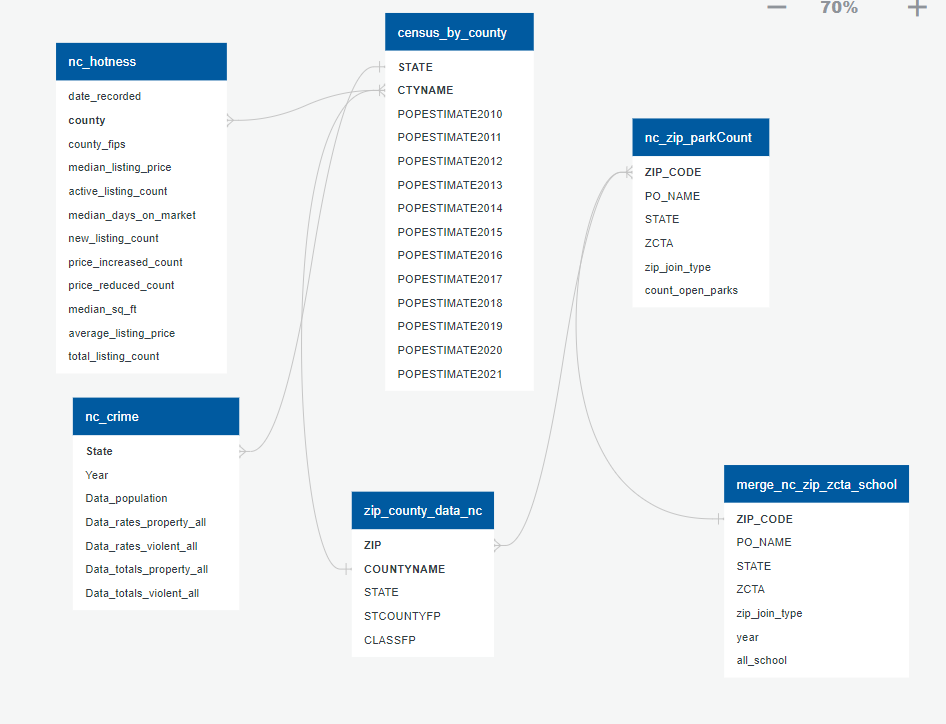 70%
nc_hotness
date_recorded
county
county_fips
median_listing_price
active_listing_count
median_days_on_market
new_listing_count
price_increased_count
price_reduced_count
median_sq_ft
average_listing_price
total_listing_count
census_by_county
STATE
CTYNAME
POPESTIMATE2010
POPESTIMATE2011
POPESTIMATE2012
POPESTIMATE2013
POPESTIMATE2014
POPESTIMATE2015
POPESTIMATE2016
POPESTIMATE2017
POPESTIMATE2018
POPESTIMATE2019
POPESTIMATE2020
POPESTIMATE2021
nc_zip_parkCount
ZIP_CODE
PO_NAME
STATE
ZCTA
zip_join_type
count_open_parks
nc_crime
State
Year
Data_population
Data_rates_property_all
Data_rates_violent_all
Data_totals_property_all
Data_totals_violent_all
zip_county_data_nc
ZIP
COUNTYNAME
STATE
STCOUNTYFP
CLASSFP
merge_nc_zip_zcta_school
ZIP_CODE
PO_NAME
STATE
ZCTA
zip_join_type
year
all_school